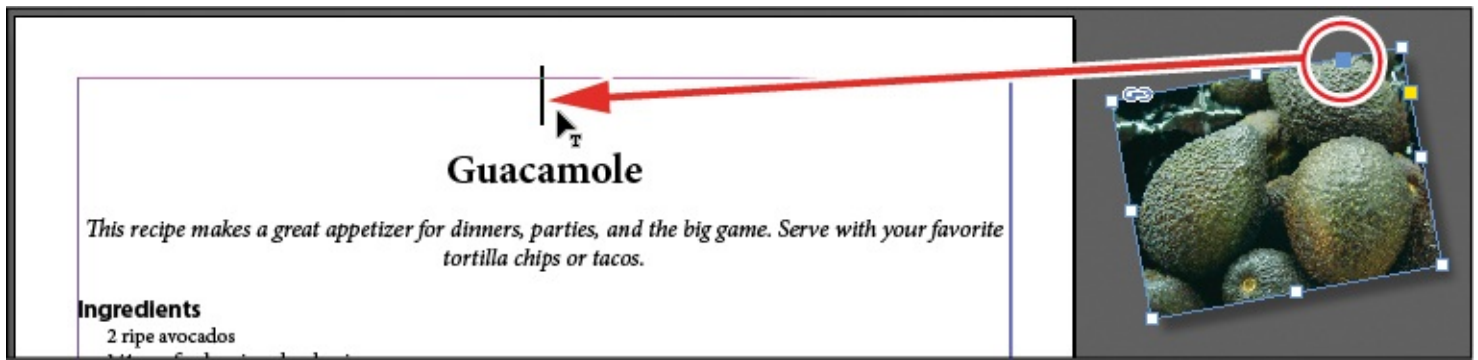 T
Guacamole
This recipe makes a great appetizer for dinners, parties, and the big game. Serve with your favorite
tortilla chips or tacos.
Ingredients
2 ripe avocados